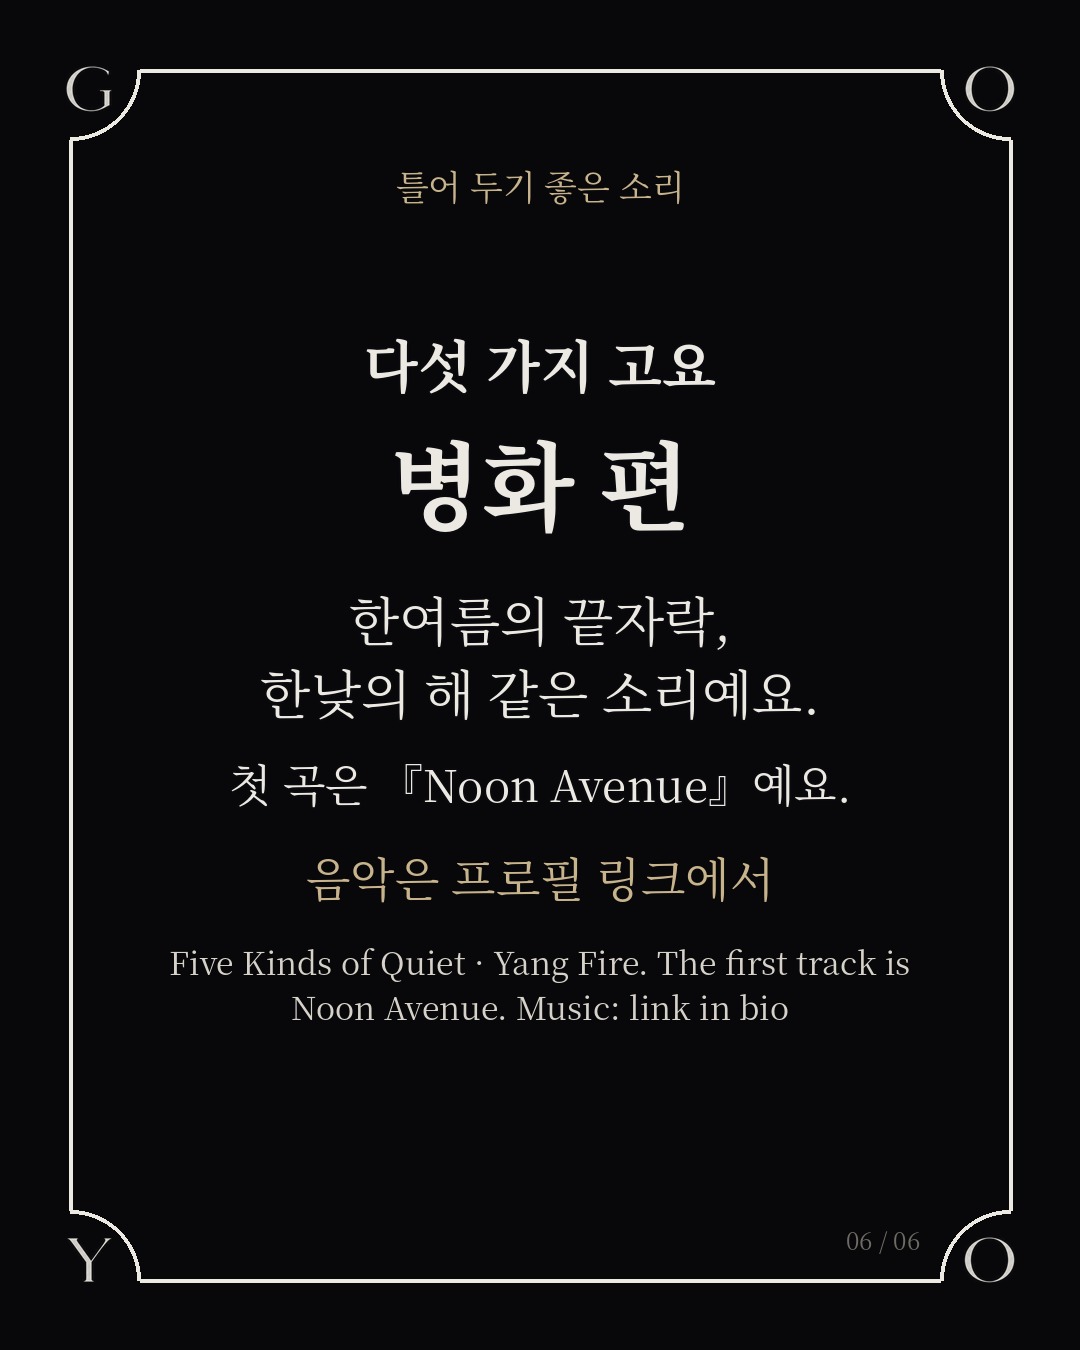 G O
틀어 두기 좋은 소리
다섯 가지 고요
병화 편
한여름의 끝자락,
한낮의 해 같은 소리예요.
첫 곡은 『Noon Avenue』예요.
음악은 프로필 링크에서
Five Kinds of Quiet · Yang Fire. The first track is
Noon Avenue. Music: link in bio
06 / 06
Y O